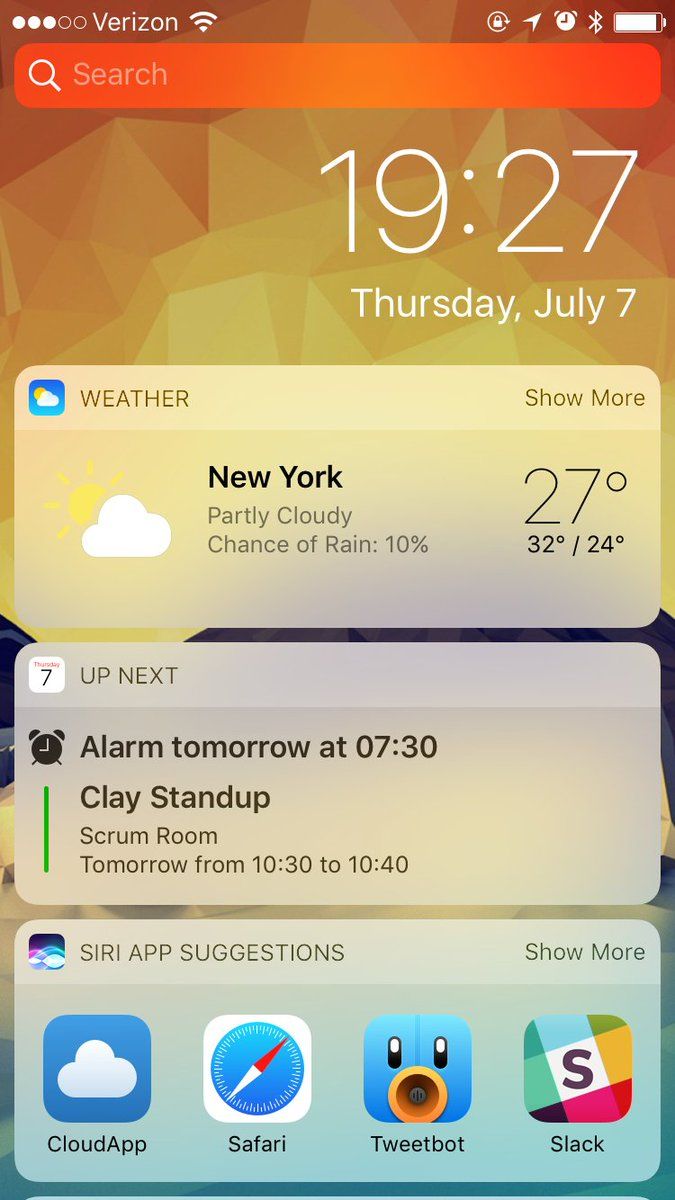 Verizon
Search
19:27
Thursday, July 7
WEATHER Show More
New York
Partly Cloudy
Chance of Rain: 10%
27°
32° / 24°
Thursday
7
UP NEXT
Alarm tomorrow at 07:30
Clay Standup
Scrum Room
Tomorrow from 10:30 to 10:40
SIRI APP SUGGESTIONS Show More
S
CloudApp Safari Tweetbot Slack